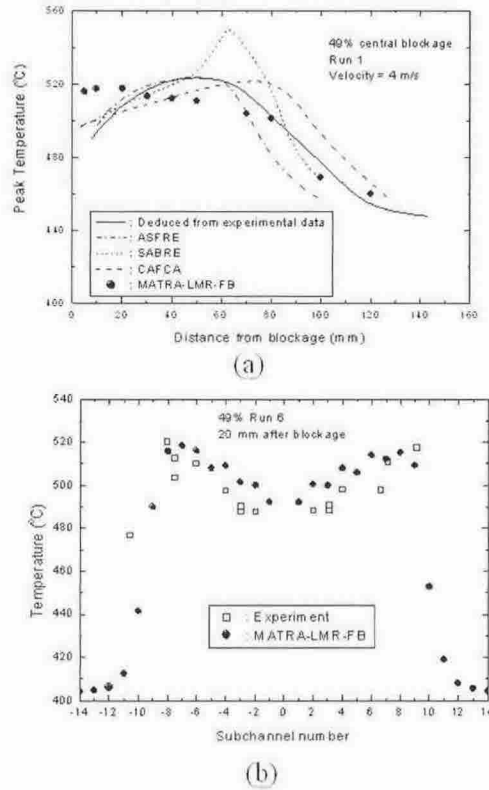 560
520
480
440
400
Peak Temperature (°C)
49% central blockage
Run 1
Velocity = 4 m/s
: Deduced from experimental data
: ASFRE
: SABRE
: CAFCA
: MATRA-LMR-FB
0 20 40 60 80 100 120 140 160
Distance from blockage (mm)
(a)
540
520
500
480
460
440
420
400
Temperature (°C)
49% Run 6
20 mm after blockage
: Experiment
: MATRA-LMR-FB
-14 -12 -10 -8 -6 -4 -2 0 2 4 6 8 10 12 14
Subchannel number
(b)